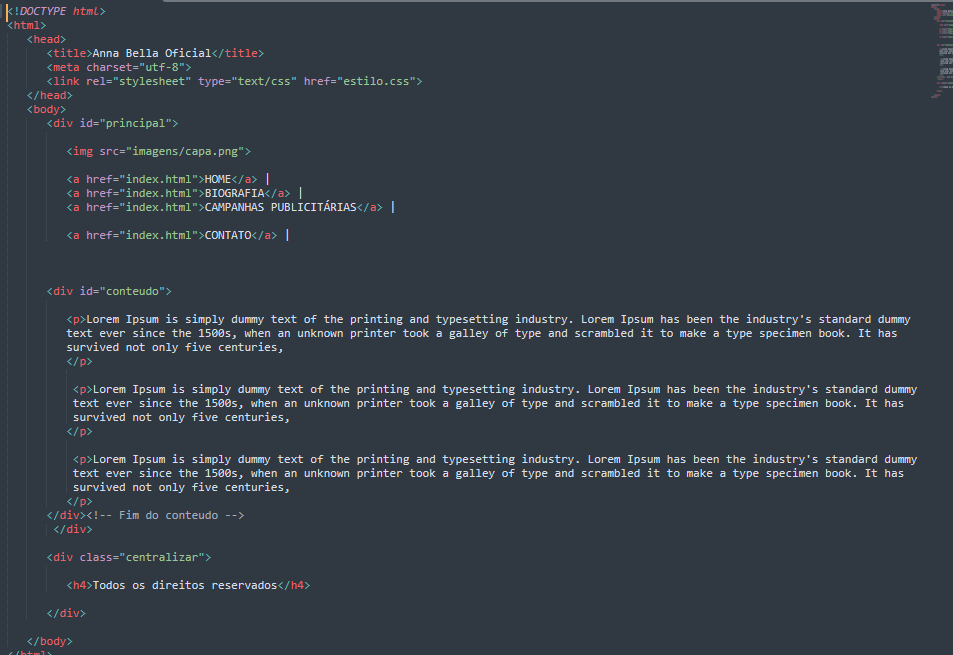 <!DOCTYPE html>
<html>
<head>
<title>Anna Bella Oficial</title>
<meta charset="utf-8">
<link rel="stylesheet" type="text/css" href="estilo.css">
</head>
<body>
<div id="principal">
<img src="imagens/capa.png">
<a href="index.html">HOME</a> |
<a href="index.html">BIOGRAFIA</a> |
<a href="index.html">CAMPANHAS PUBLICITÁRIAS</a> |
<a href="index.html">CONTATO</a> |
<div id="conteudo">
<p>Lorem Ipsum is simply dummy text of the printing and typesetting industry. Lorem Ipsum has been the industry's standard dummy
text ever since the 1500s, when an unknown printer took a galley of type and scrambled it to make a type specimen book. It has
survived not only five centuries,
</p>
<p>Lorem Ipsum is simply dummy text of the printing and typesetting industry. Lorem Ipsum has been the industry's standard dummy
text ever since the 1500s, when an unknown printer took a galley of type and scrambled it to make a type specimen book. It has
survived not only five centuries,
</p>
<p>Lorem Ipsum is simply dummy text of the printing and typesetting industry. Lorem Ipsum has been the industry's standard dummy
text ever since the 1500s, when an unknown printer took a galley of type and scrambled it to make a type specimen book. It has
survived not only five centuries,
</p>
</div><!-- Fim do conteudo -->
</div>
<div class="centralizar">
<h4>Todos os direitos reservados</h4>
</div>
</body>
</html>